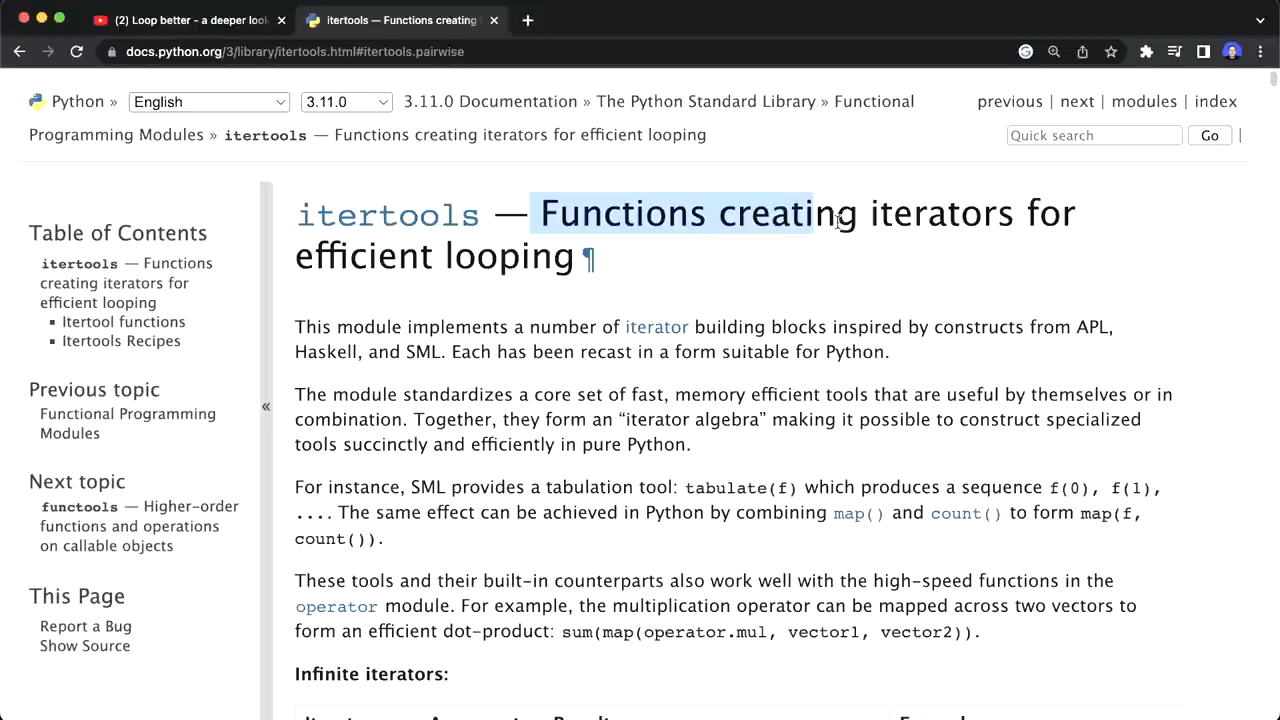 (2) Loop better – a deeper look
itertools — Functions creating
docs.python.org/3/library/itertools.html#itertools.pairwise
Python » English 3.11.0 3.11.0 Documentation » The Python Standard Library » Functional
previous | next | modules | index
Programming Modules » itertools — Functions creating iterators for efficient looping
Quick search Go |
Table of Contents
itertools — Functions
creating iterators for
efficient looping
▪ Itertool functions
▪ Itertools Recipes
Previous topic
Functional Programming
Modules
Next topic
functools — Higher-order
functions and operations
on callable objects
This Page
Report a Bug
Show Source
«
itertools — Functions creating iterators for
efficient looping ¶
This module implements a number of iterator building blocks inspired by constructs from APL,
Haskell, and SML. Each has been recast in a form suitable for Python.
The module standardizes a core set of fast, memory efficient tools that are useful by themselves or in
combination. Together, they form an “iterator algebra” making it possible to construct specialized
tools succinctly and efficiently in pure Python.
For instance, SML provides a tabulation tool: tabulate(f) which produces a sequence f(0), f(1),
.... The same effect can be achieved in Python by combining map() and count() to form map(f,
count()).
These tools and their built-in counterparts also work well with the high-speed functions in the
operator module. For example, the multiplication operator can be mapped across two vectors to
form an efficient dot-product: sum(map(operator.mul, vector1, vector2)).
Infinite iterators: